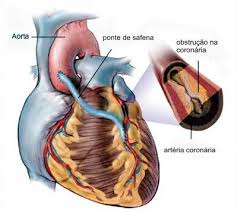 ponte de safena
Aorta
obstrução na
coronária
artéria coronária